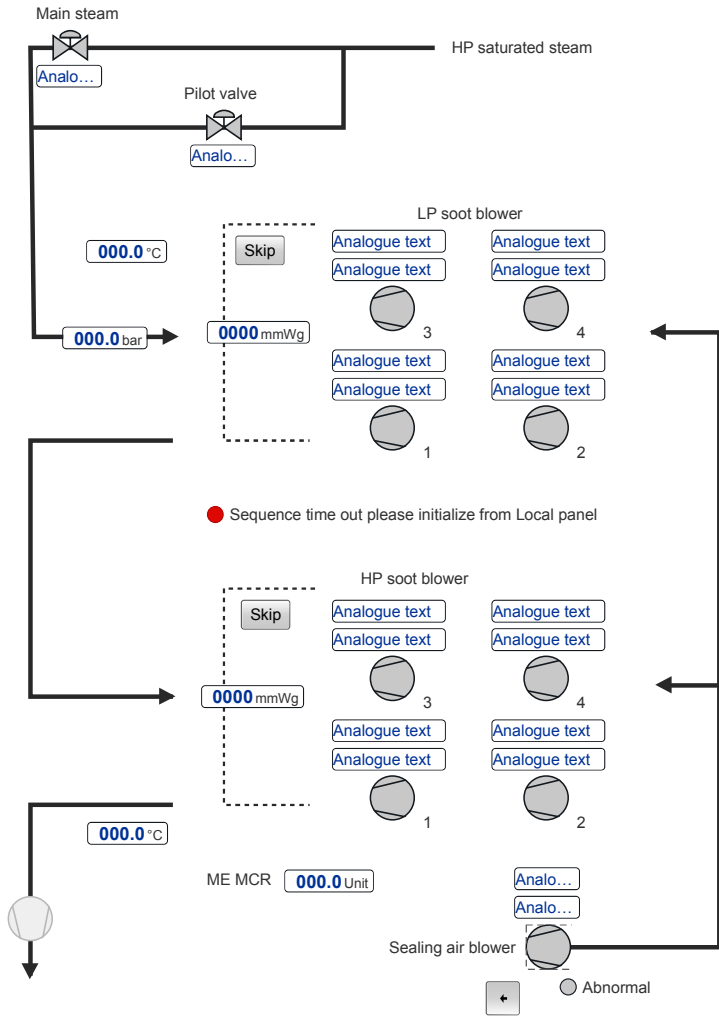 Main steam
HP saturated steam
Analo…
Pilot valve
Analo…
LP soot blower
Skip
Analogue text
Analogue text
000.0 °C
Analogue text
Analogue text
000.0 bar
0000 mmWg
3
4
Analogue text
Analogue text
Analogue text
Analogue text
1
2
Sequence time out please initialize from Local panel
HP soot blower
Skip
Analogue text
Analogue text
Analogue text
Analogue text
0000 mmWg
3
4
Analogue text
Analogue text
Analogue text
Analogue text
1
2
000.0 °C
ME MCR 000.0 Unit
Analo…
Analo…
Sealing air blower
Abnormal